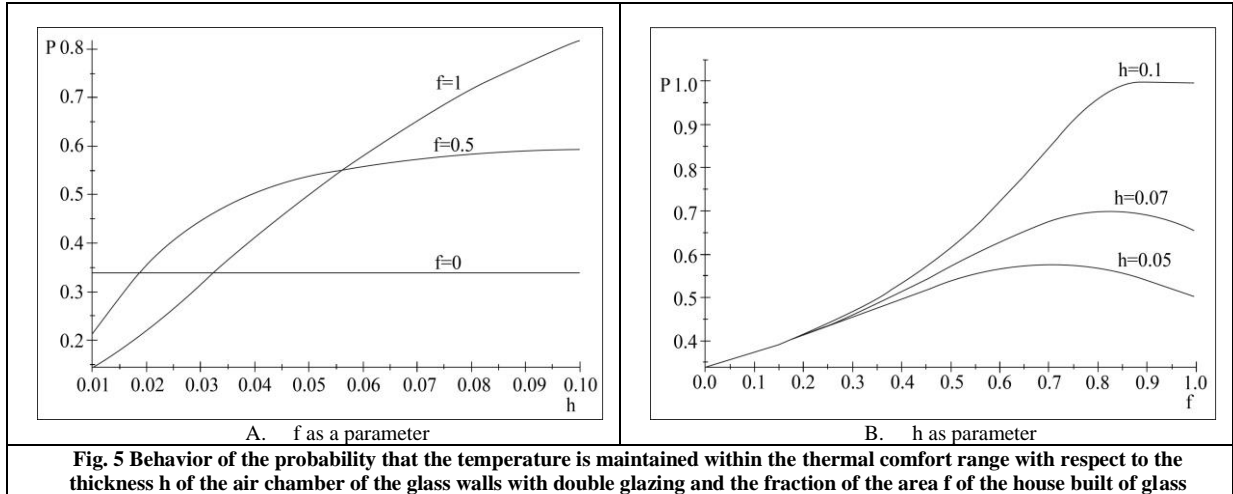 P 0.8
0.7
0.6
0.5
0.4
0.3
0.2
f=1
f=0.5
f=0
0.01 0.02 0.03 0.04 0.05 0.06 0.07 0.08 0.09 0.10
h
A. f as a parameter
P 1.0
0.9
0.8
0.7
0.6
0.5
0.4
h=0.1
h=0.07
h=0.05
0.0 0.1 0.2 0.3 0.4 0.5 0.6 0.7 0.8 0.9 1.0
f
B. h as parameter
Fig. 5 Behavior of the probability that the temperature is maintained within the thermal comfort range with respect to the
thickness h of the air chamber of the glass walls with double glazing and the fraction of the area f of the house built of glass